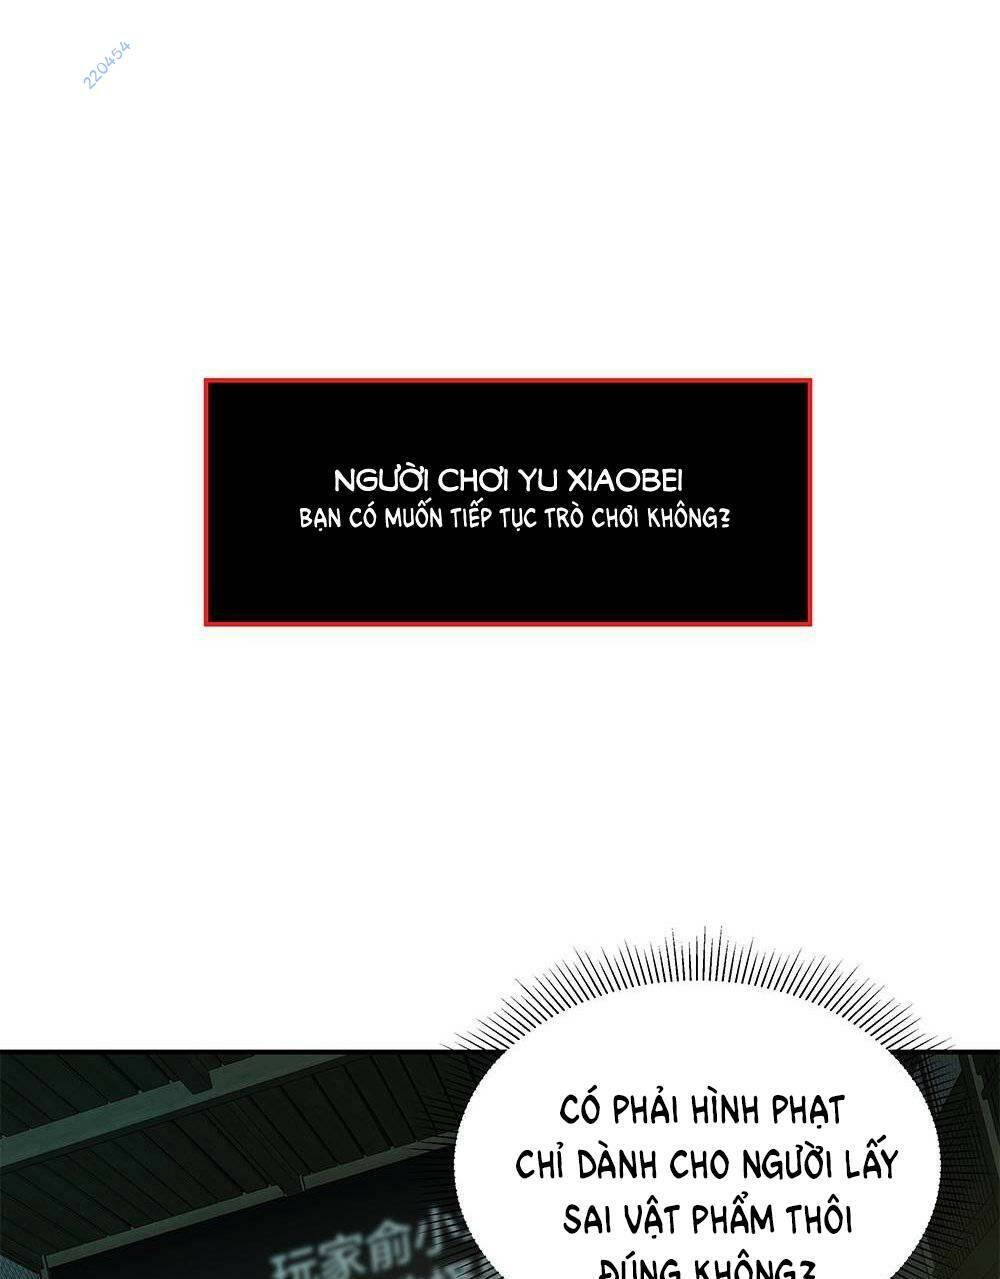 220454
NGƯỜI CHƠI YU XIAOBEI
BẠN CÓ MUỐN TIẾP TỤC TRÒ CHƠI KHÔNG?
CÓ PHẢI HÌNH PHẠT
CHỈ DÀNH CHO NGƯỜI LẤY
SAI VẬT PHẨM THÔI
ĐÚNG KHÔNG?
玩家俞小